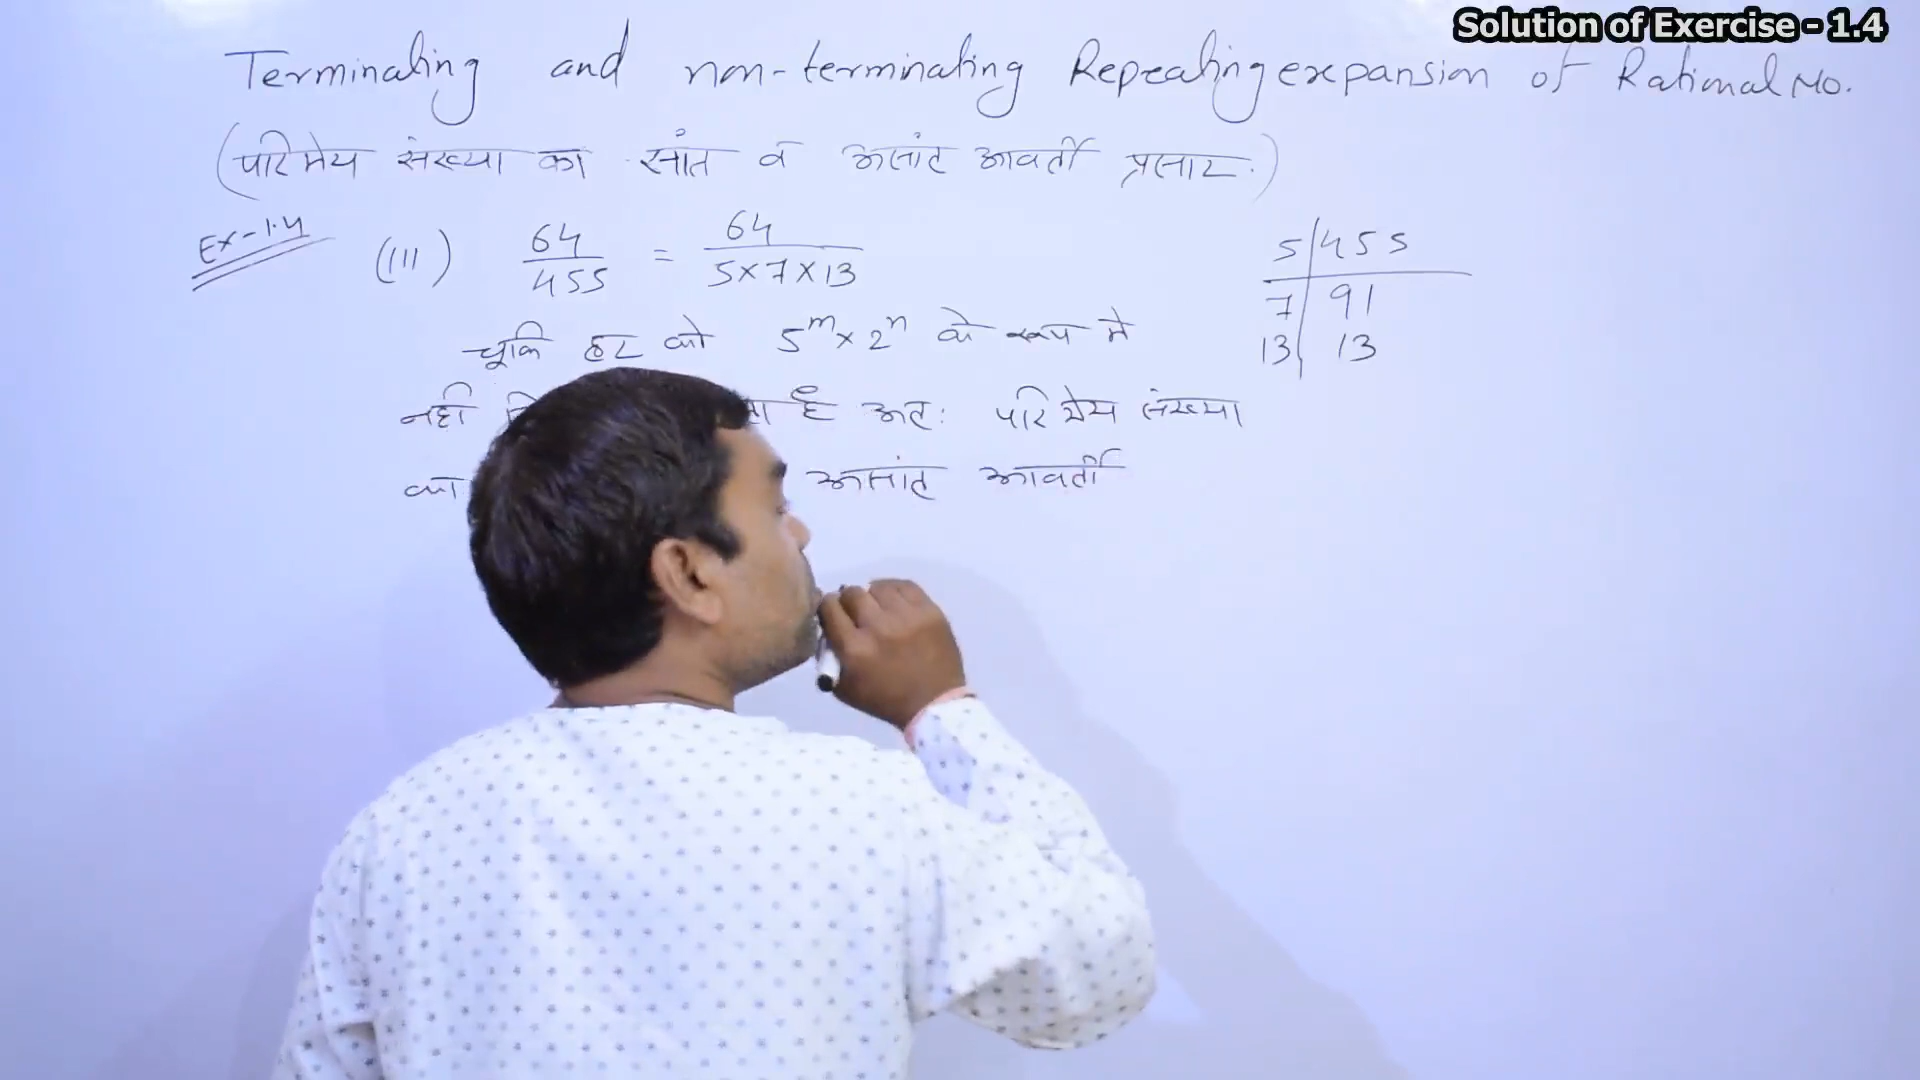 Solution of Exercise - 1.4
Terminating and non-terminating Repeating expansion of Rational No.
(परिमेय संख्या का सांत व असांत आवर्ती प्रसार.)
Ex-1.4 (III) 64/455 = 64/5×7×13
5 | 455
7 | 91
13 | 13
चूकि हर को 5^m × 2^n के रूप मे
नही है अतः परिमेय संख्या
का असांत आवर्ती